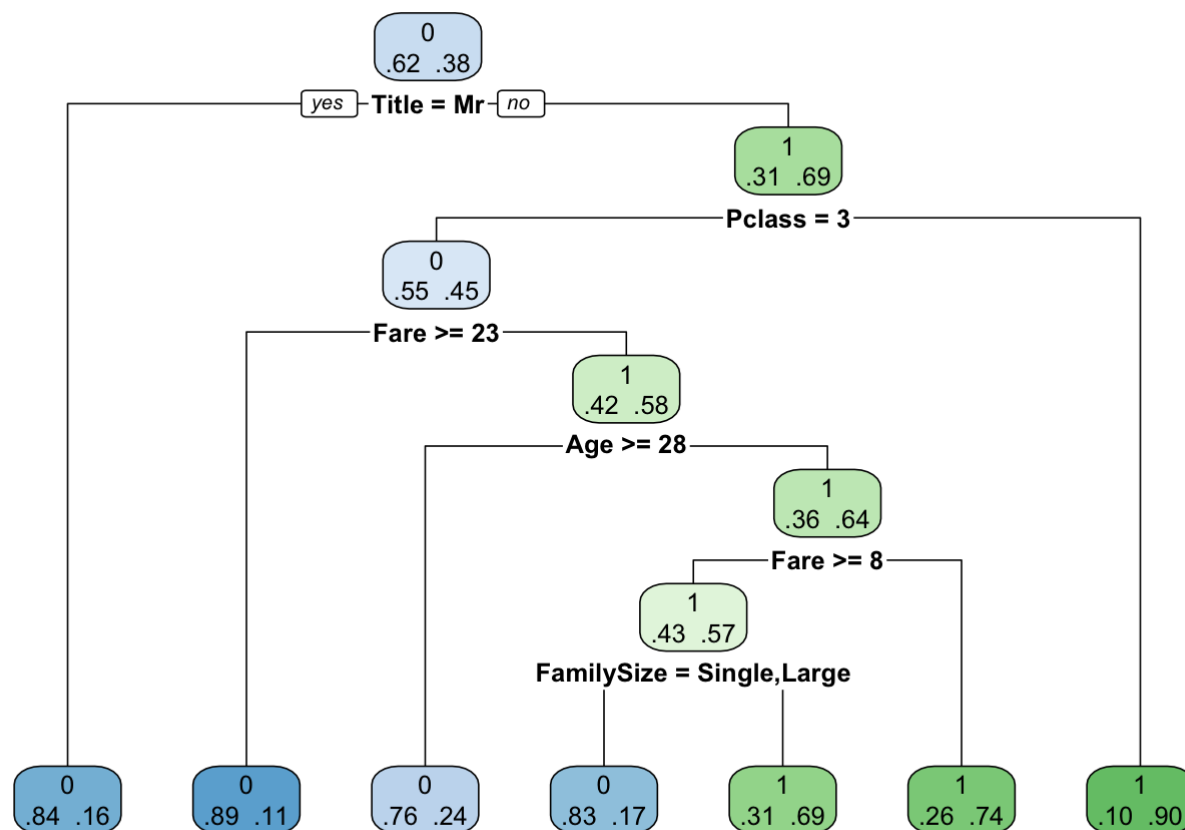 0
.62 .38
yes Title = Mr no
1
.31 .69
Pclass = 3
0
.55 .45
Fare >= 23
1
.42 .58
Age >= 28
1
.36 .64
Fare >= 8
1
.43 .57
FamilySize = Single,Large
0 0 0 0 1 1 1
.84 .16 .89 .11 .76 .24 .83 .17 .31 .69 .26 .74 .10 .90